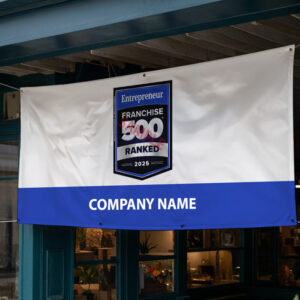 Entrepreneur
FRANCHISE
500
RANKED
2025
COMPANY NAME